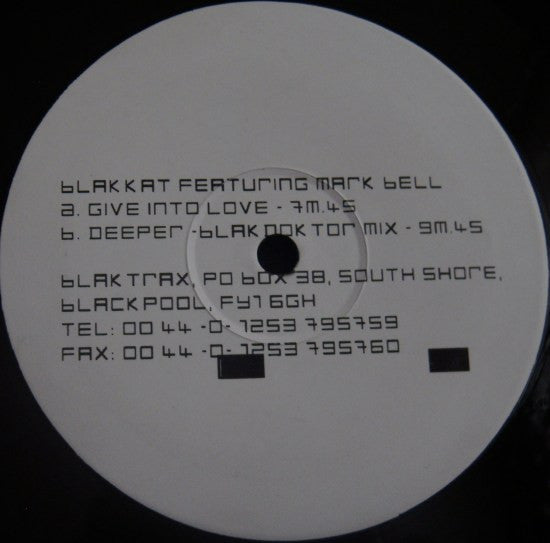 bLAKKAT FEATURING MARK bELL
a. GIVE INTO LOVE - 7M.45
b. DEEPER -bLAK DOKTOR MIX - 9M.45
bLAKTRAX, PO bOX 38, SOUTH SHORE,
bLACKPOOL, FY1 6GH
TEL: 00 44 -0- 1253 795759
FAX: 00 44 -0- 1253 795760